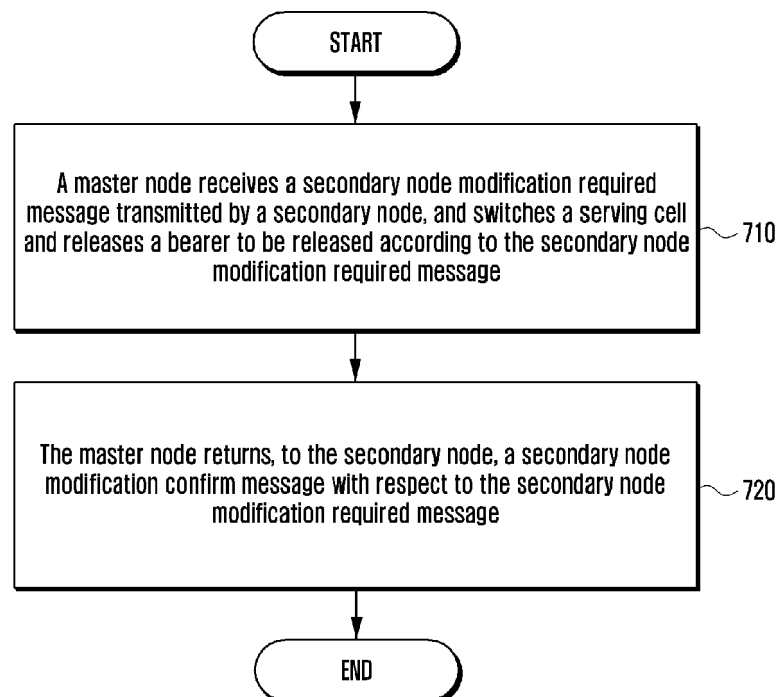 START
A master node receives a secondary node modification required
message transmitted by a secondary node, and switches a serving cell
and releases a bearer to be released according to the secondary node
modification required message
710
The master node returns, to the secondary node, a secondary node
modification confirm message with respect to the secondary node
modification required message
720
END